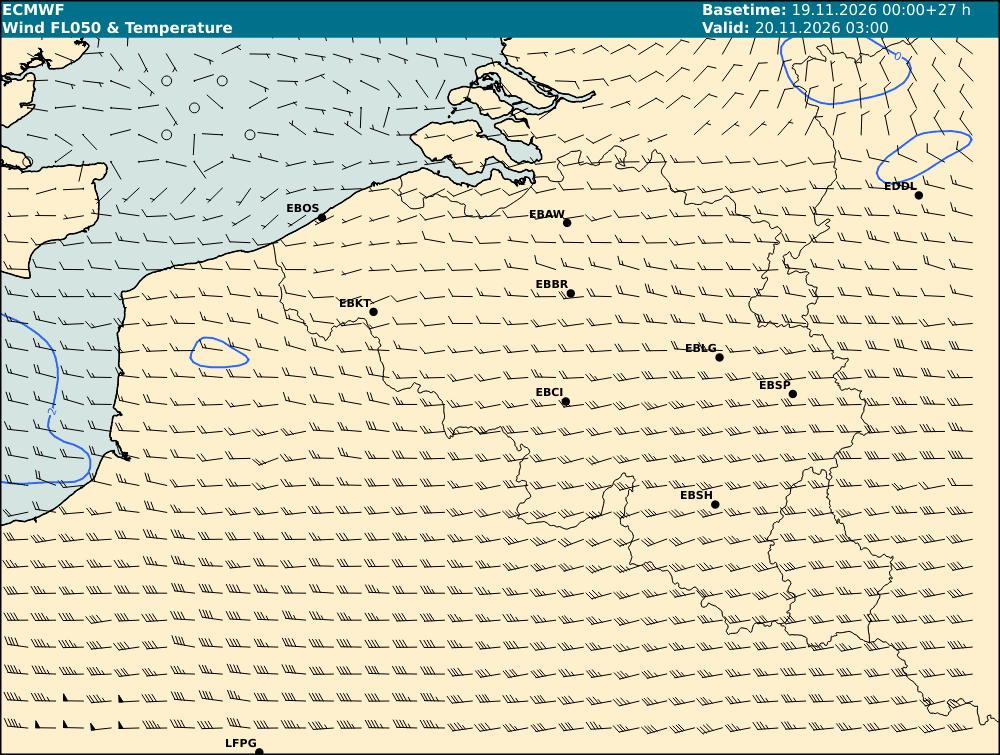 ECMWF
Wind FL050 & Temperature
Basetime: 19.11.2026 00:00+27 h
Valid: 20.11.2026 03:00
0
EDDL
EBOS
EBAW
EBBR
EBKT
EBLG
EBSP
EBCI
EBSH
LFPG